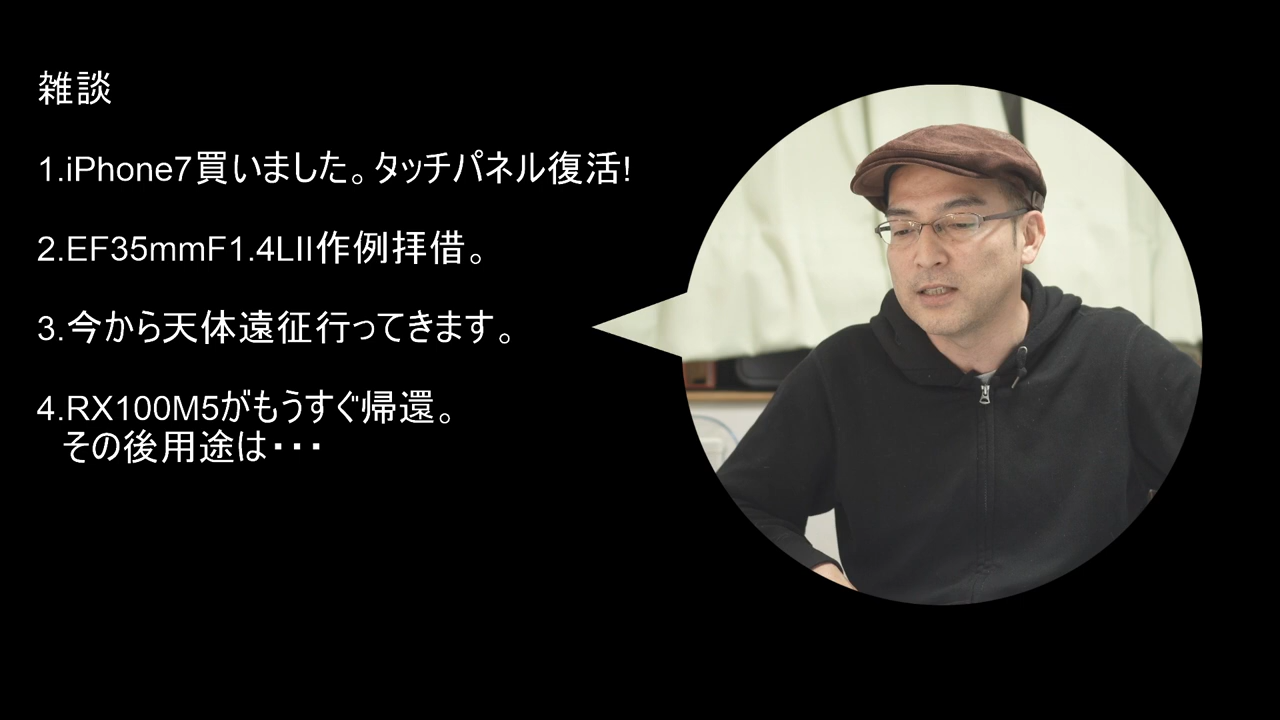 雑談
1.iPhone7買いました。タッチパネル復活!
2.EF35mmF1.4LII作例拝借。
3.今から天体遠征行ってきます。
4.RX100M5がもうすぐ帰還。
その後用途は・・・